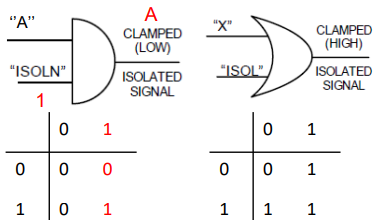 A
"A"
CLAMPED
(LOW)
"ISOLN"
ISOLATED
SIGNAL
1
0 1
0 0 0
1 0 1
"X"
CLAMPED
(HIGH)
"ISOL"
ISOLATED
SIGNAL
0 1
0 0 1
1 1 1